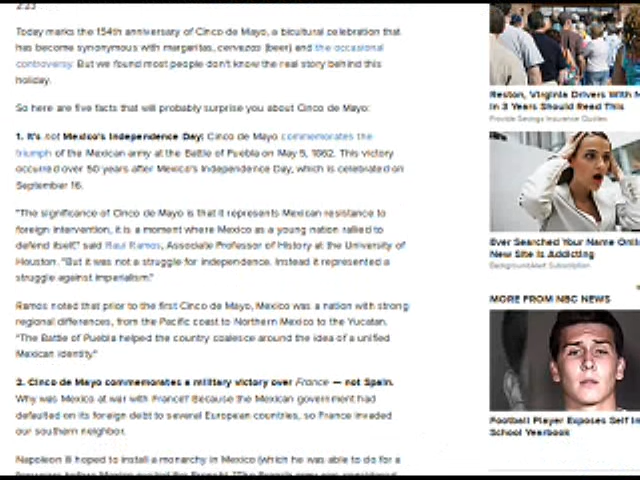 2:23
Today marks the 154th anniversary of Cinco de Mayo, a bicultural celebration that
has become synonymous with margaritas, cervezas (beer) and the occasional
controversy. But we found most people don't know the real story behind this
holiday.
So here are five facts that will probably surprise you about Cinco de Mayo:
1. It's not Mexico's Independence Day: Cinco de Mayo commemorates the
triumph of the Mexican army at the Battle of Puebla on May 5, 1862. This victory
occurred over 50 years after Mexico's Independence Day, which is celebrated on
September 16.
"The significance of Cinco de Mayo is that it represents Mexican resistance to
foreign intervention, it is a moment where Mexico as a young nation rallied to
defend itself," said Raul Ramos, Associate Professor of History at the University of
Houston. "But it was not a struggle for independence. Instead it represented a
struggle against imperialism."
Ramos noted that prior to the first Cinco de Mayo, Mexico was a nation with strong
regional differences, from the Pacific coast to Northern Mexico to the Yucatan.
"The Battle of Puebla helped the country coalesce around the idea of a unified
Mexican identity."
2. Cinco de Mayo commemorates a military victory over France — not Spain.
Why was Mexico at war with France? Because the Mexican government had
defaulted on its foreign debt to several European countries, so France invaded
our southern neighbor.
Napoleon III hoped to install a monarchy in Mexico (which he was able to do for a
Reston, Virginia Drivers With
In 3 Years Should Read This
Provide Savings Insurance Quotes
Ever Searched Your Name Onli
New Site Is Addicting
BackgroundAlert Subscription
MORE FROM NBC NEWS
Football Player Exposes Self In
School Yearbook